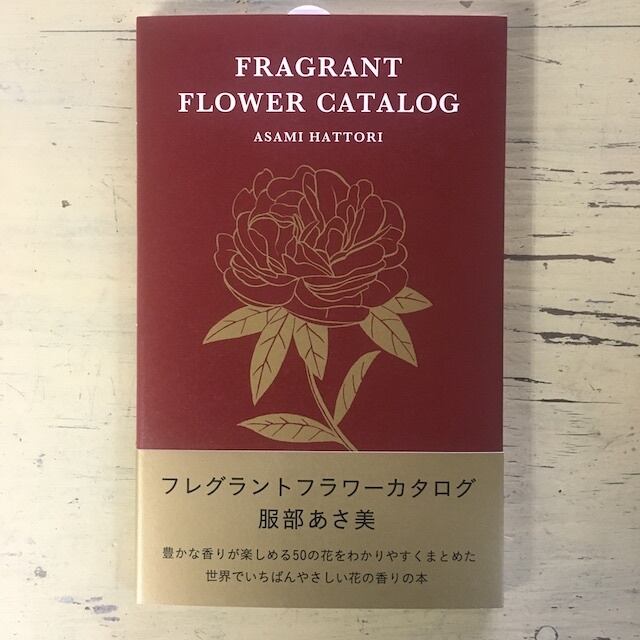 FRAGRANT
FLOWER CATALOG
ASAMI HATTORI
フレグラントフラワーカタログ
服部あさ美
豊かな香りが楽しめる50の花をわかりやすくまとめた
世界でいちばんやさしい花の香りの本